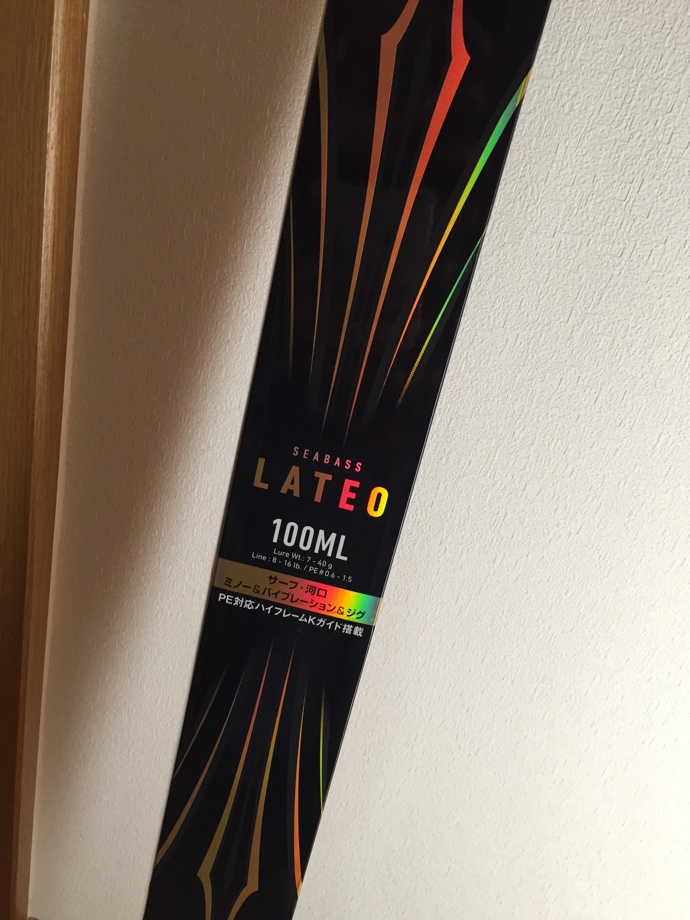 SEABASS
LATEO
100ML
Lure Wt.: 7 - 40 g
Line : 8 - 16 lb. / PE#0.6 - 1.5
サーフ・河口
ミノー&バイブレーション&ジグ
PE対応ハイフレームKガイド搭載